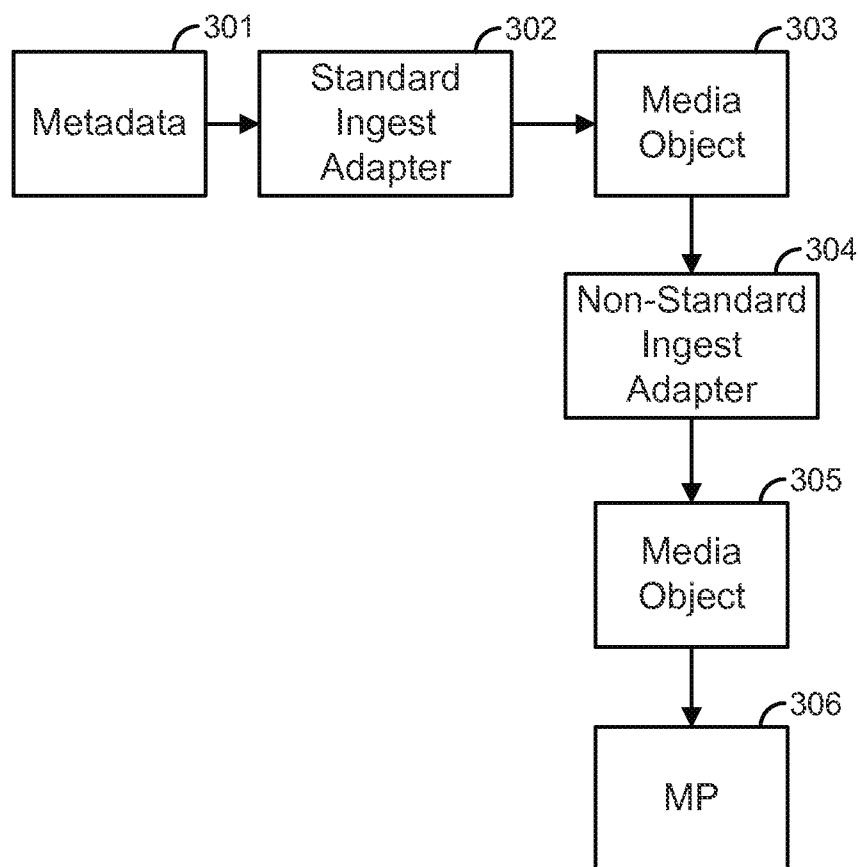 301
Metadata
302
Standard
Ingest
Adapter
303
Media
Object
304
Non-Standard
Ingest
Adapter
305
Media
Object
306
MP